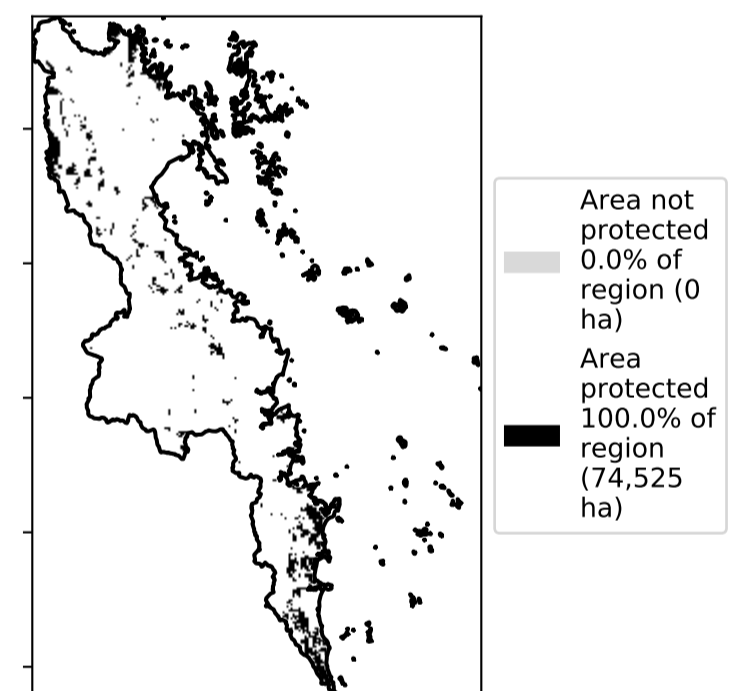 Area not
protected
0.0% of
region (0
ha)
Area
protected
100.0% of
region
(74,525
ha)